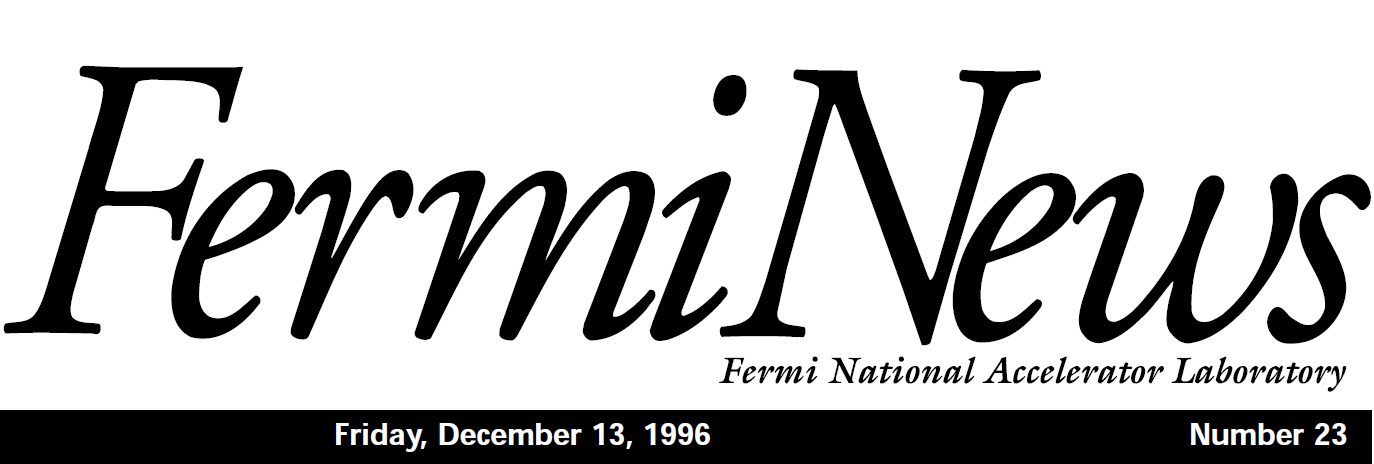 FermiNews
Fermi National Accelerator Laboratory
Friday, December 13, 1996 Number 23